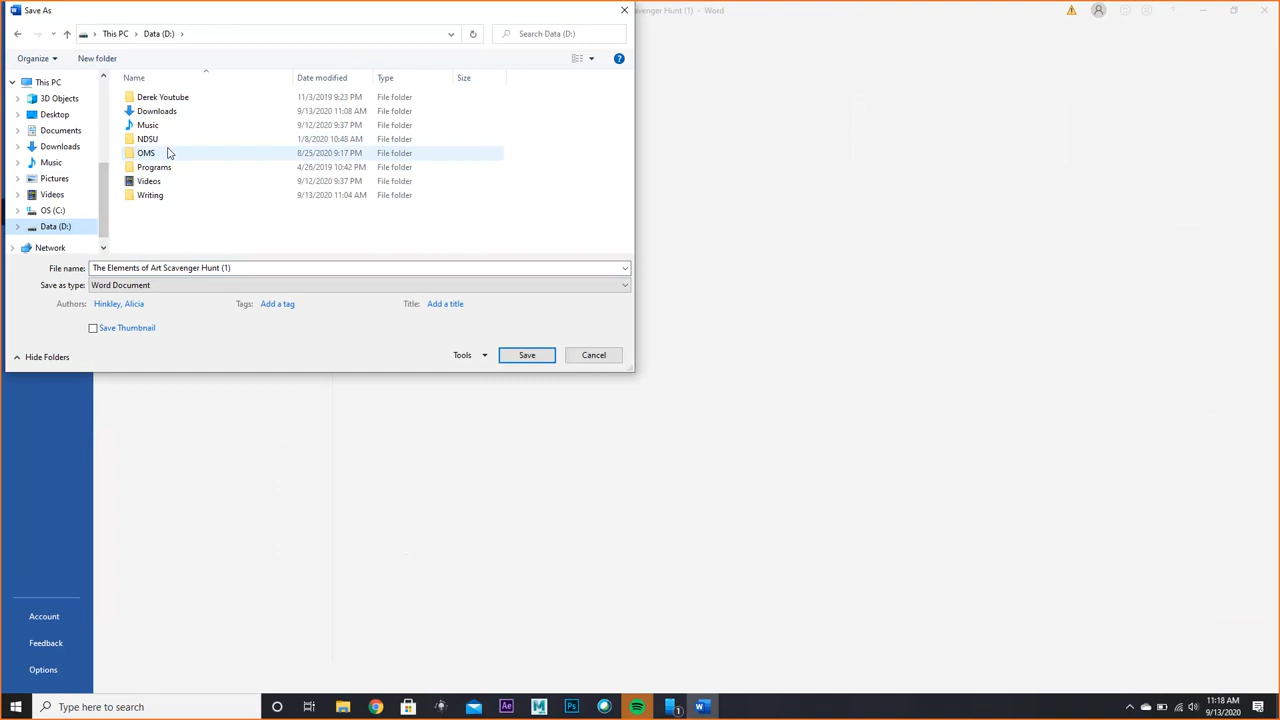 Save As
avenger Hunt (1) - Word
This PC > Data (D:) >
Search Data (D:)
Organize
New folder
Name Date modified Type Size
This PC
3D Objects
Desktop
Documents
Downloads
Music
Pictures
Videos
OS (C:)
Data (D:)
Network
Derek Youtube 11/3/2019 9:23 PM File folder
Downloads 9/13/2020 11:08 AM File folder
Music 9/12/2020 9:37 PM File folder
NDSU 1/8/2020 10:48 AM File folder
OMS 8/25/2020 9:17 PM File folder
Programs 4/26/2019 10:42 PM File folder
Videos 9/12/2020 9:37 PM File folder
Writing 9/13/2020 11:04 AM File folder
File name: The Elements of Art Scavenger Hunt (1)
Save as type: Word Document
Authors: Hinkley, Alicia Tags: Add a tag Title: Add a title
Save Thumbnail
Hide Folders
Tools
Save
Cancel
Account
Feedback
Options
Type here to search
Ae
Ps
11:18 AM
9/13/2020